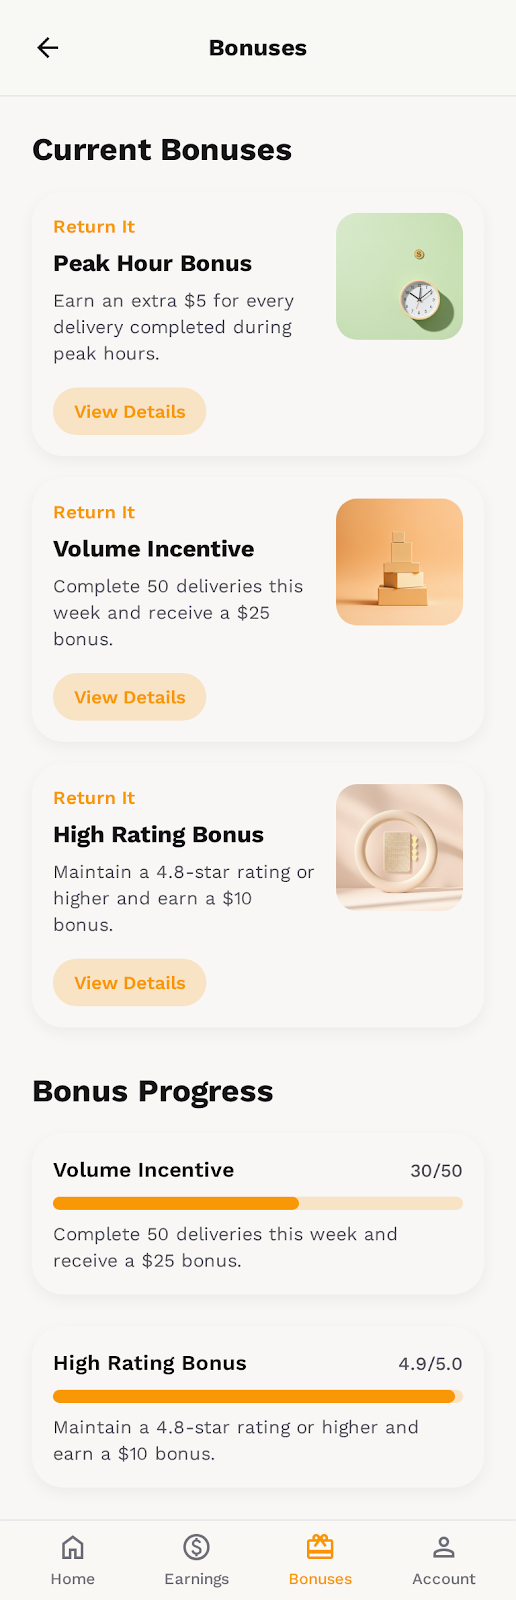 Bonuses
Current Bonuses
Return It
Peak Hour Bonus
Earn an extra $5 for every
delivery completed during
peak hours.
View Details
Return It
Volume Incentive
Complete 50 deliveries this
week and receive a $25
bonus.
View Details
Return It
High Rating Bonus
Maintain a 4.8-star rating or
higher and earn a $10
bonus.
View Details
Bonus Progress
Volume Incentive 30/50
Complete 50 deliveries this week and
receive a $25 bonus.
High Rating Bonus 4.9/5.0
Maintain a 4.8-star rating or higher and
earn a $10 bonus.
Home Earnings Bonuses Account